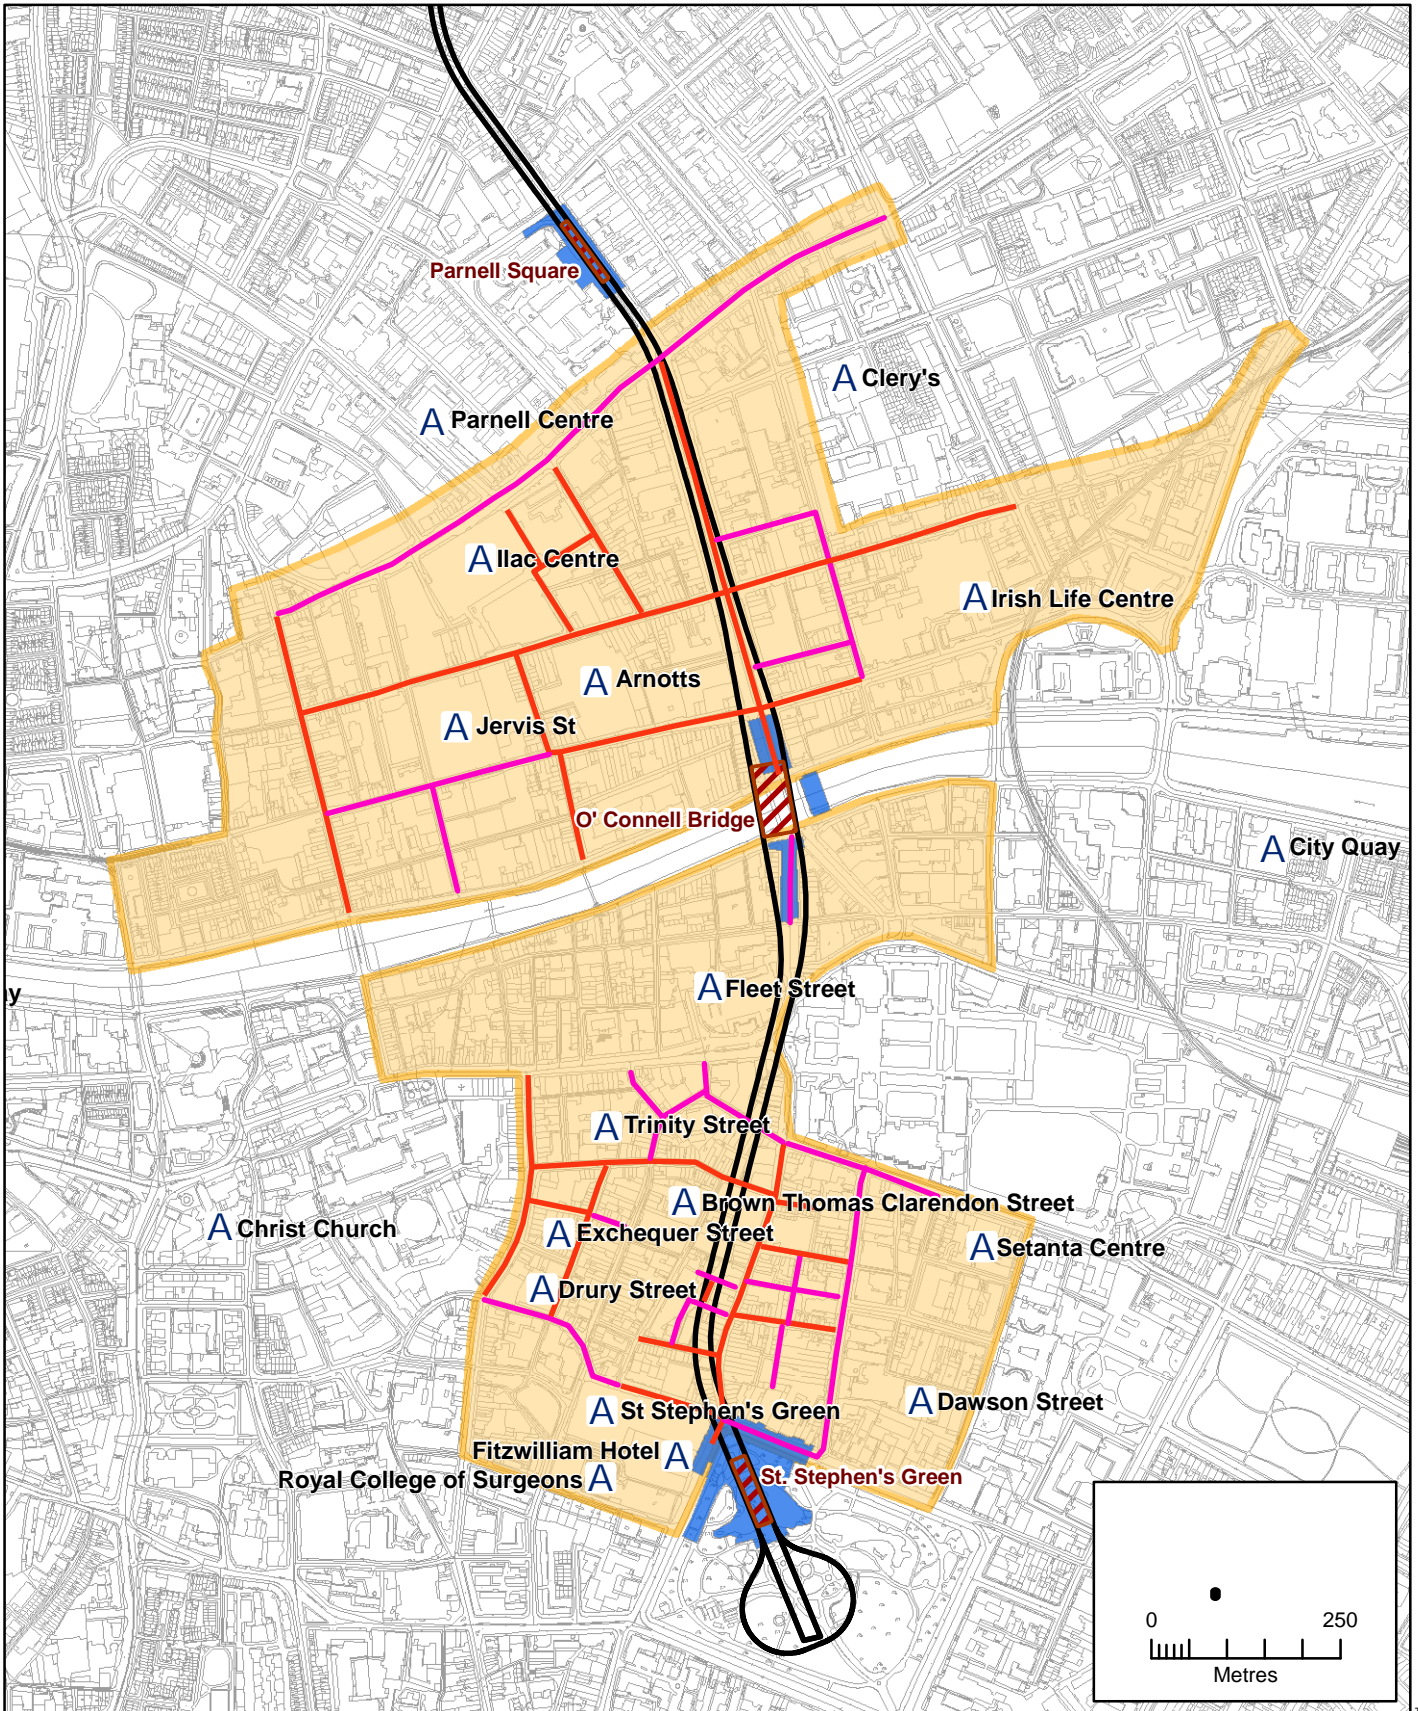 Parnell Square
A Clery's
A Parnell Centre
A Ilac Centre
A Irish Life Centre
A Arnotts
A Jervis St
O' Connell Bridge
A City Quay
A Fleet Street
ay
A Trinity Street
A Brown Thomas Clarendon Street
A Christ Church
A Exchequer Street
A Setanta Centre
A Drury Street
A Dawson Street
A St Stephen's Green
Fitzwilliam Hotel A
St. Stephen's Green
Royal College of Surgeons A
0 250
Metres